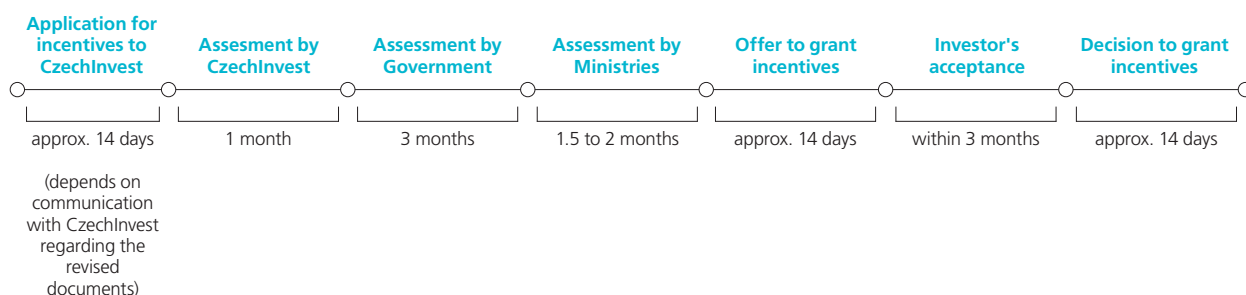 Application for
incentives to
CzechInvest
Assesment by
CzechInvest
Assessment by
Government
Assessment by
Ministries
Offer to grant
incentives
Investor's
acceptance
Decision to grant
incentives
approx. 14 days
1 month
3 months
1.5 to 2 months
approx. 14 days
within 3 months
approx. 14 days
(depends on
communication
with CzechInvest
regarding the
revised
documents)